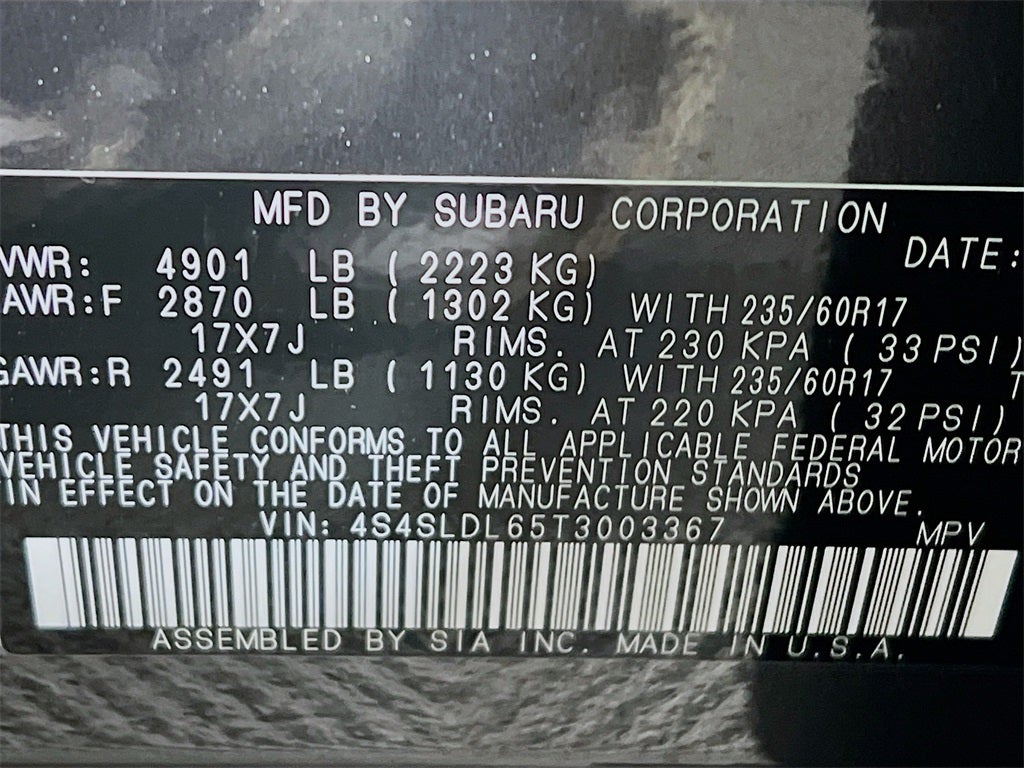 MFD BY SUBARU CORPORATION
DATE:
VWR: 4901 LB ( 2223 KG)
AWR:F 2870 LB ( 1302 KG) WITH 235/60R17
17X7J RIMS. AT 230 KPA ( 33 PSI)
GAWR:R 2491 LB ( 1130 KG) WITH 235/60R17 T
17X7J RIMS. AT 220 KPA ( 32 PSI)
THIS VEHICLE CONFORMS TO ALL APPLICABLE FEDERAL MOTOR
VEHICLE SAFETY AND THEFT PREVENTION STANDARDS
IN EFFECT ON THE DATE OF MANUFACTURE SHOWN ABOVE.
VIN: 4S4SLDL65T3003367 MPV
ASSEMBLED BY SIA INC. MADE IN U.S.A.